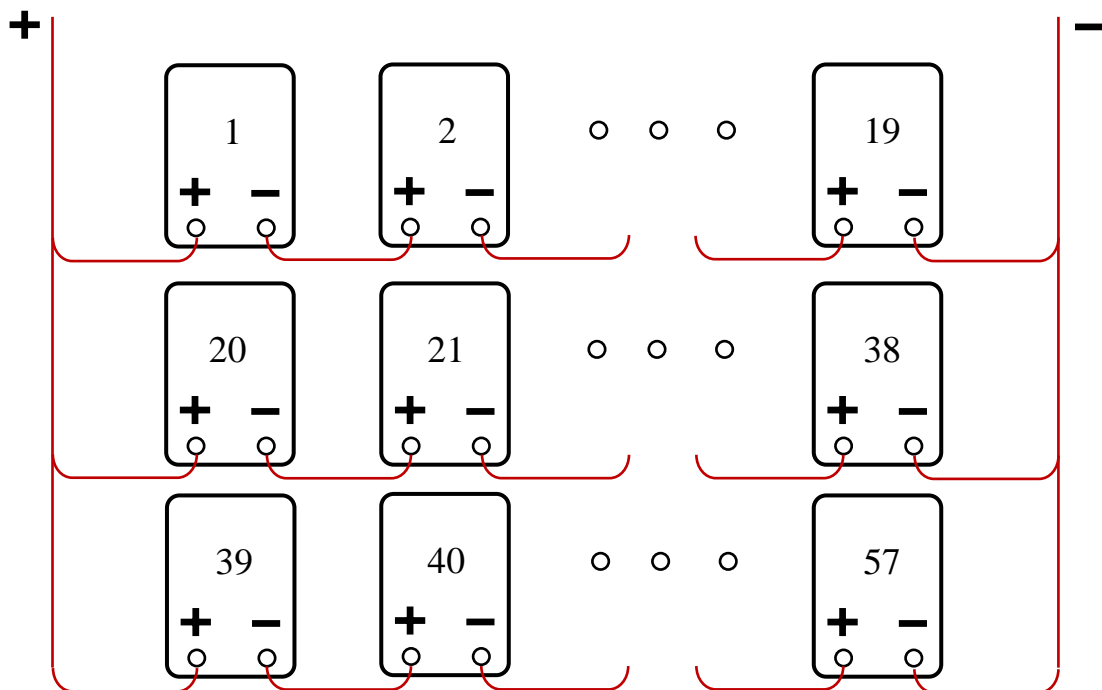 + −
1 2 19
+ − + − + −
20 21 38
+ − + − + −
39 40 57
+ − + − + −